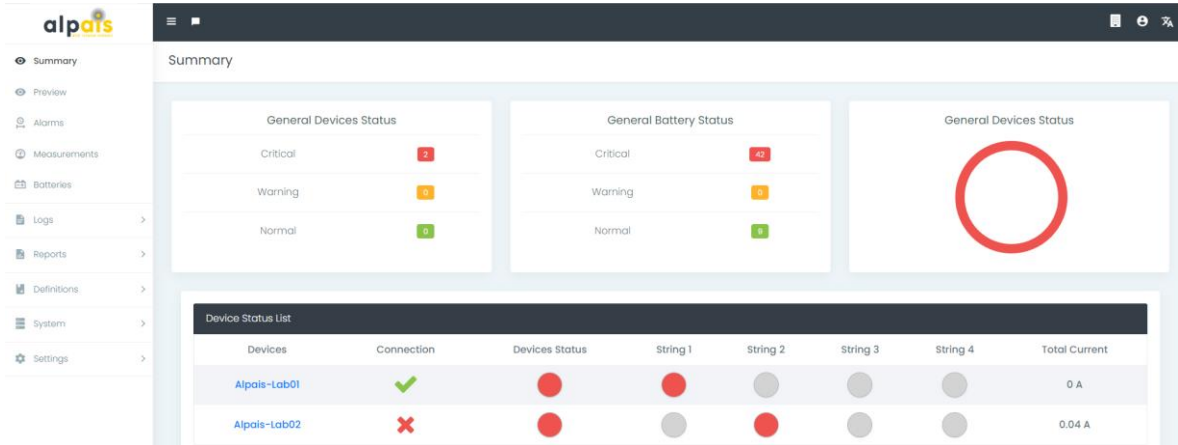 alpais
Summary
Preview
Alarms
Measurements
Batteries
Logs
Reports
Definitions
System
Settings
Summary
General Devices Status
Critical 2
Warning 0
Normal 0
General Battery Status
Critical 42
Warning 0
Normal 9
General Devices Status
Device Status List
Devices Connection Devices Status String 1 String 2 String 3 String 4 Total Current
Alpais-Lab01 0 A
Alpais-Lab02 0.04 A